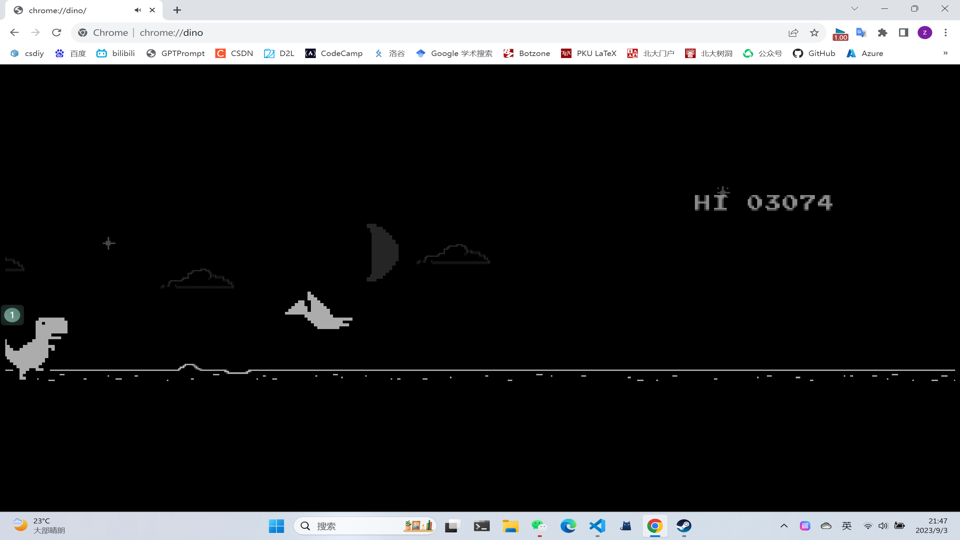 chrome://dino/
Chrome | chrome://dino
1.00
z
csdiy 百度 bilibili GPTPrompt CSDN D2L CodeCamp 洛谷 Google 学术搜索 Botzone PKU LaTeX 北大门户 北大树洞 公众号 GitHub Azure »
HI 03074
1
23°C
大部晴朗
搜索
英
21:47
2023/9/3